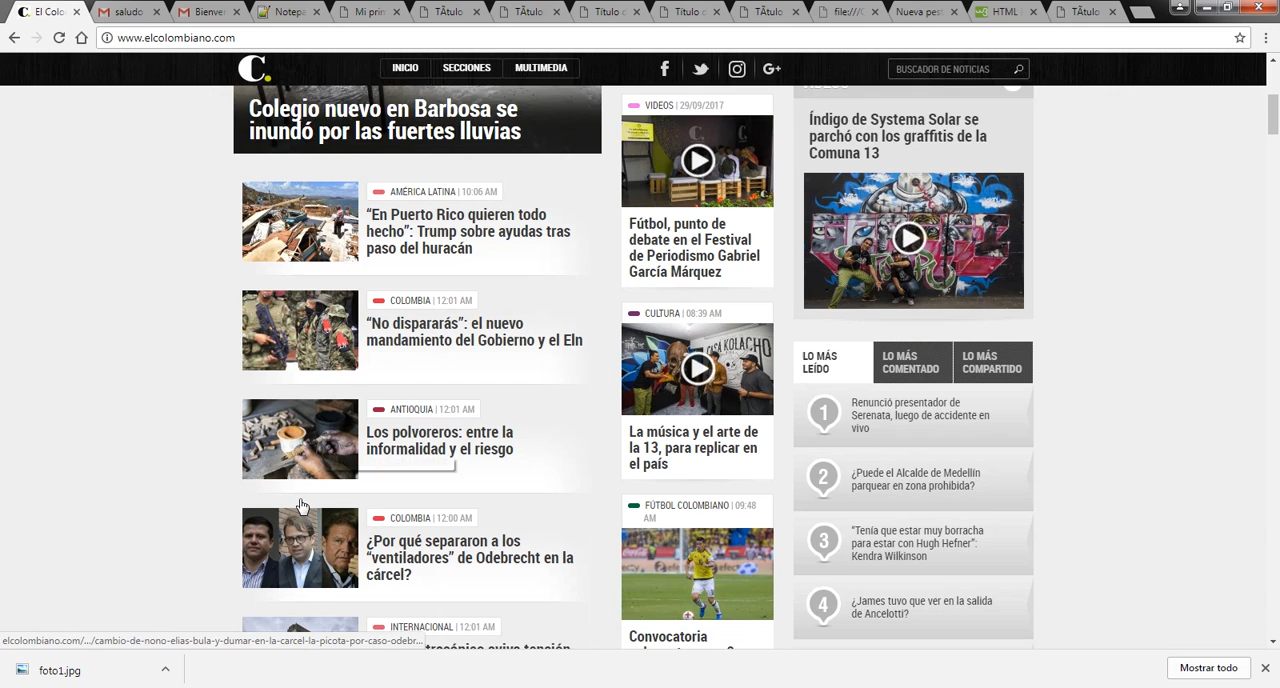 El Colo
saludo
Bienver
Notepa
Mi prin
TÃtulo
TÃtulo
Título c
Título c
TÃtulo
file:///C
Nueva pest
HTML
TÃtulo
www.elcolombiano.com
C.
INICIO
SECCIONES
MULTIMEDIA
f
G+
BUSCADOR DE NOTICIAS
Colegio nuevo en Barbosa se
inundó por las fuertes lluvias
AMÉRICA LATINA | 10:06 AM
“En Puerto Rico quieren todo
hecho”: Trump sobre ayudas tras
paso del huracán
COLOMBIA | 12:01 AM
“No dispararás”: el nuevo
mandamiento del Gobierno y el Eln
ANTIOQUIA | 12:01 AM
Los polvoreros: entre la
informalidad y el riesgo
COLOMBIA | 12:00 AM
¿Por qué separaron a los
“ventiladores” de Odebrecht en la
cárcel?
INTERNACIONAL | 12:01 AM
VIDEOS | 29/09/2017
Fútbol, punto de
debate en el Festival
de Periodismo Gabriel
García Márquez
CULTURA | 08:39 AM
CASA KOLACHO
La música y el arte de
la 13, para replicar en
el país
FÚTBOL COLOMBIANO | 09:48
AM
Convocatoria
Índigo de Systema Solar se
parchó con los graffitis de la
Comuna 13
LO MÁS
LEÍDO
LO MÁS
COMENTADO
LO MÁS
COMPARTIDO
1
Renunció presentador de
Serenata, luego de accidente en
vivo
2
¿Puede el Alcalde de Medellín
parquear en zona prohibida?
3
“Tenía que estar muy borracha
para estar con Hugh Hefner”:
Kendra Wilkinson
4
¿James tuvo que ver en la salida
de Ancelotti?
elcolombiano.com/.../cambio-de-nono-elias-bula-y-dumar-en-la-carcel-la-picota-por-caso-odebr...
foto1.jpg
Mostrar todo